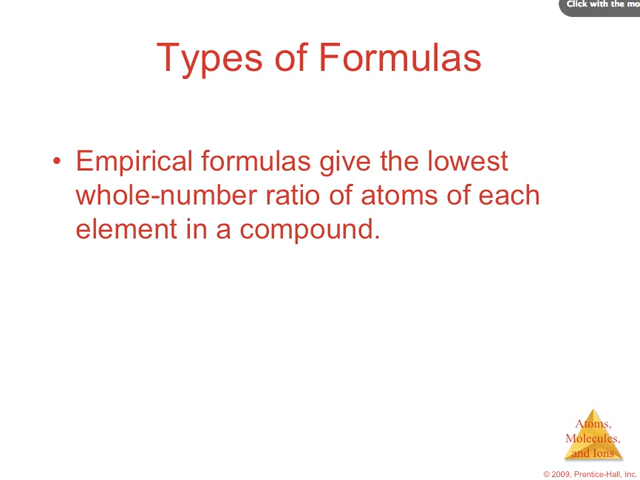 Click with the mo
Types of Formulas
• Empirical formulas give the lowest
whole-number ratio of atoms of each
element in a compound.
Atoms,
Molecules,
and Ions
© 2009, Prentice-Hall, Inc.